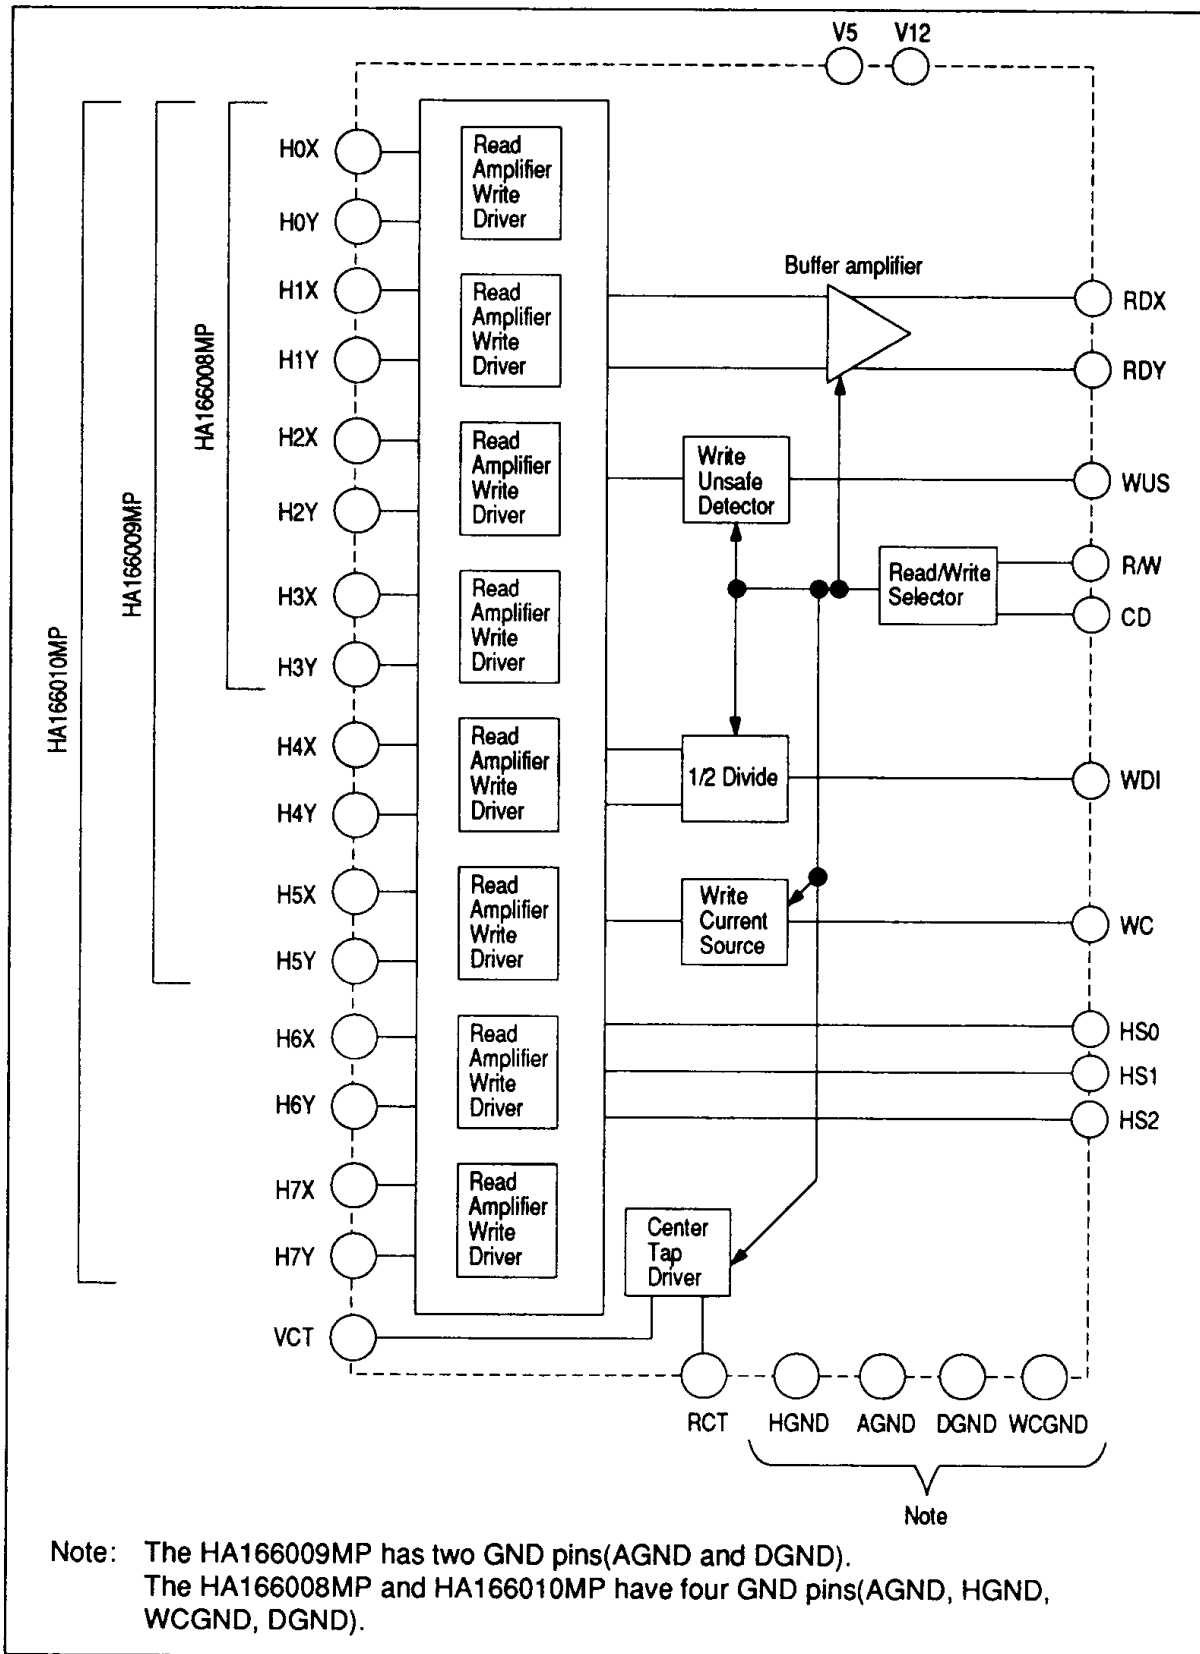 V5
V12
HA166010MP
HA166009MP
HA166008MP
H0X
H0Y
H1X
H1Y
H2X
H2Y
H3X
H3Y
H4X
H4Y
H5X
H5Y
H6X
H6Y
H7X
H7Y
VCT
Read
Amplifier
Write
Driver
Read
Amplifier
Write
Driver
Read
Amplifier
Write
Driver
Read
Amplifier
Write
Driver
Read
Amplifier
Write
Driver
Read
Amplifier
Write
Driver
Read
Amplifier
Write
Driver
Read
Amplifier
Write
Driver
Buffer amplifier
Write
Unsafe
Detector
Read/Write
Selector
1/2 Divide
Write
Current
Source
Center
Tap
Driver
RDX
RDY
WUS
R/W
CD
WDI
WC
HS0
HS1
HS2
RCT
HGND
AGND
DGND
WCGND
Note
Note: The HA166009MP has two GND pins(AGND and DGND).
The HA166008MP and HA166010MP have four GND pins(AGND, HGND,
WCGND, DGND).